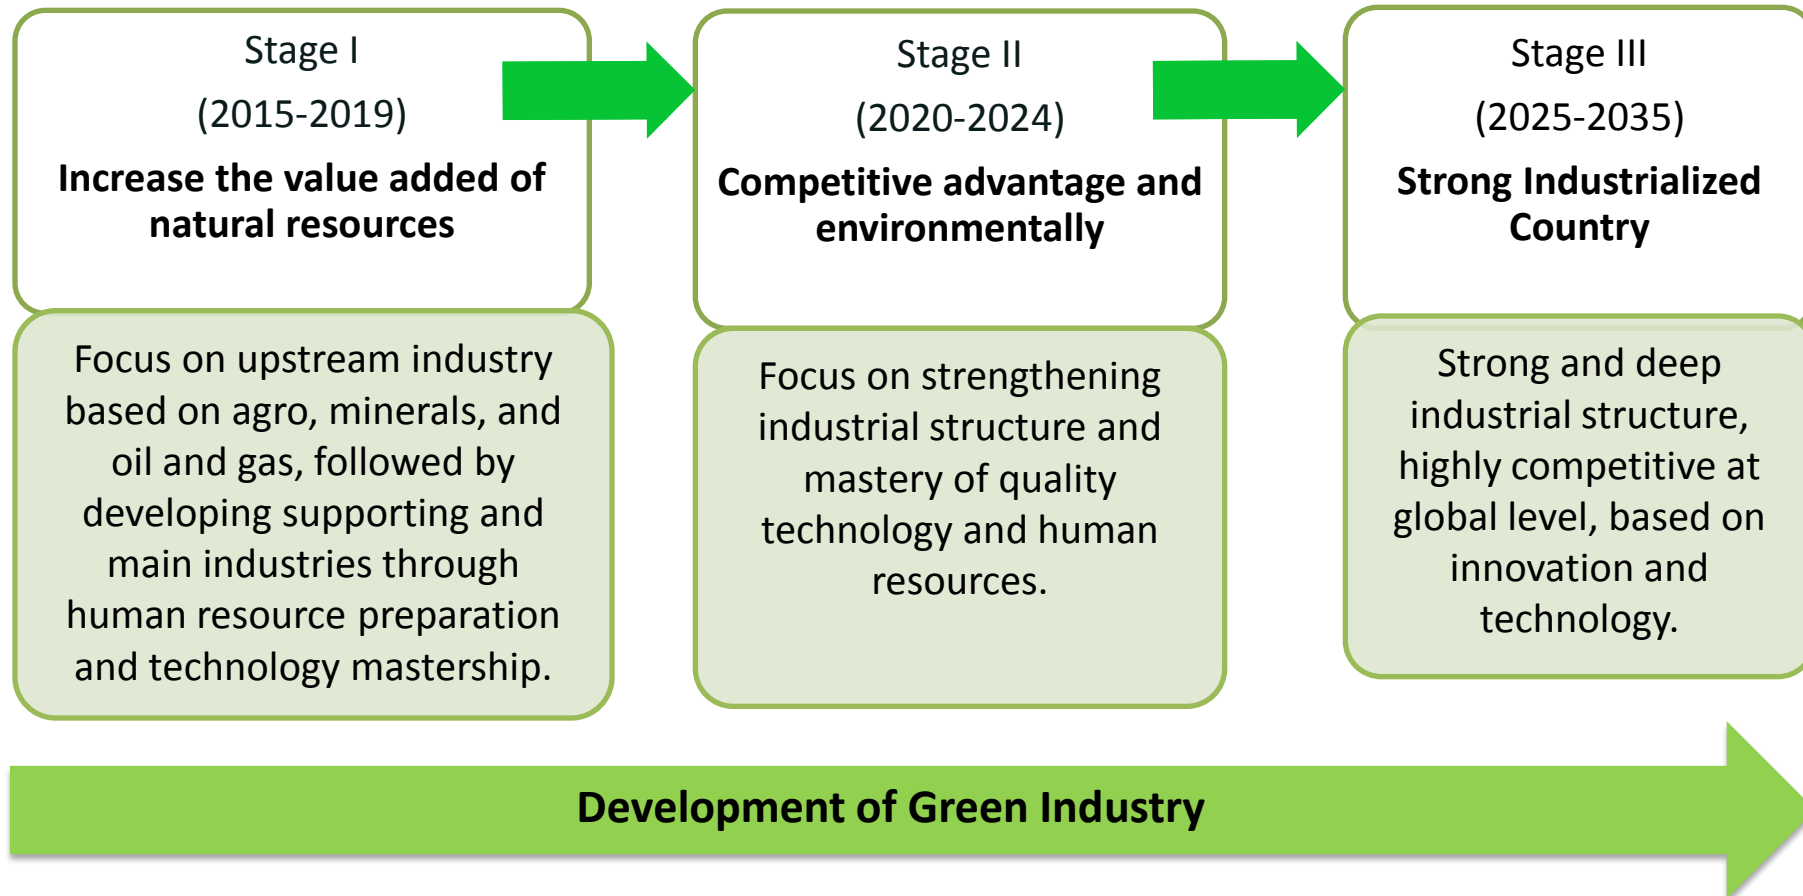 Stage I
(2015-2019)
Increase the value added of
natural resources
Focus on upstream industry
based on agro, minerals, and
oil and gas, followed by
developing supporting and
main industries through
human resource preparation
and technology mastership.
Stage II
(2020-2024)
Competitive advantage and
environmentally
Focus on strengthening
industrial structure and
mastery of quality
technology and human
resources.
Stage III
(2025-2035)
Strong Industrialized
Country
Strong and deep
industrial structure,
highly competitive at
global level, based on
innovation and
technology.
Development of Green Industry